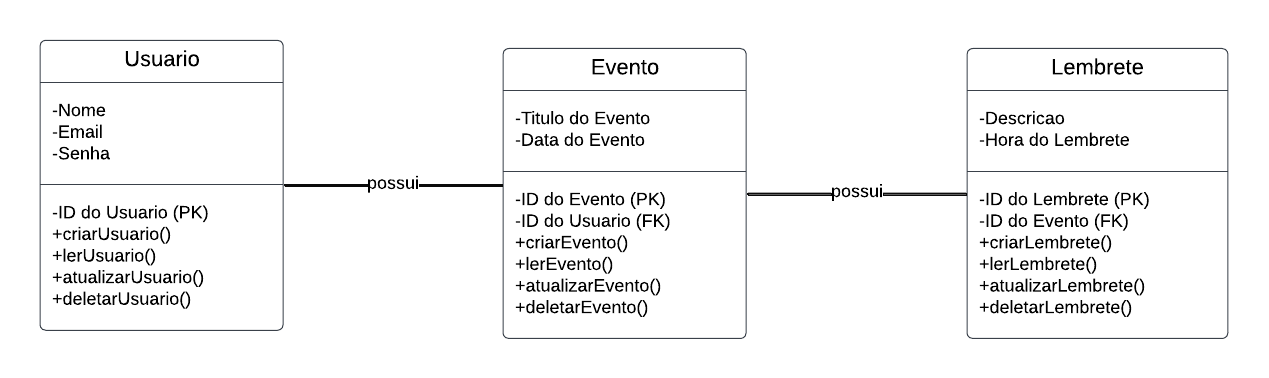 Usuario
-Nome
-Email
-Senha
-ID do Usuario (PK)
+criarUsuario()
+lerUsuario()
+atualizarUsuario()
+deletarUsuario()
possui
Evento
-Titulo do Evento
-Data do Evento
-ID do Evento (PK)
-ID do Usuario (FK)
+criarEvento()
+lerEvento()
+atualizarEvento()
+deletarEvento()
possui
Lembrete
-Descricao
-Hora do Lembrete
-ID do Lembrete (PK)
-ID do Evento (FK)
+criarLembrete()
+lerLembrete()
+atualizarLembrete()
+deletarLembrete()